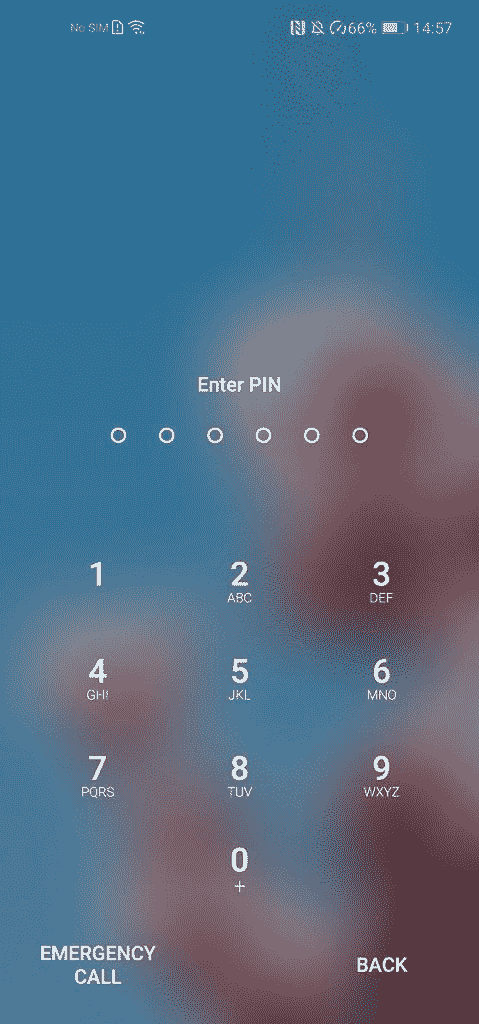 No SIM 66% 14:57
Enter PIN
1 2 3
ABC DEF
4 5 6
GHI JKL MNO
7 8 9
PQRS TUV WXYZ
0
+
EMERGENCY
CALL
BACK